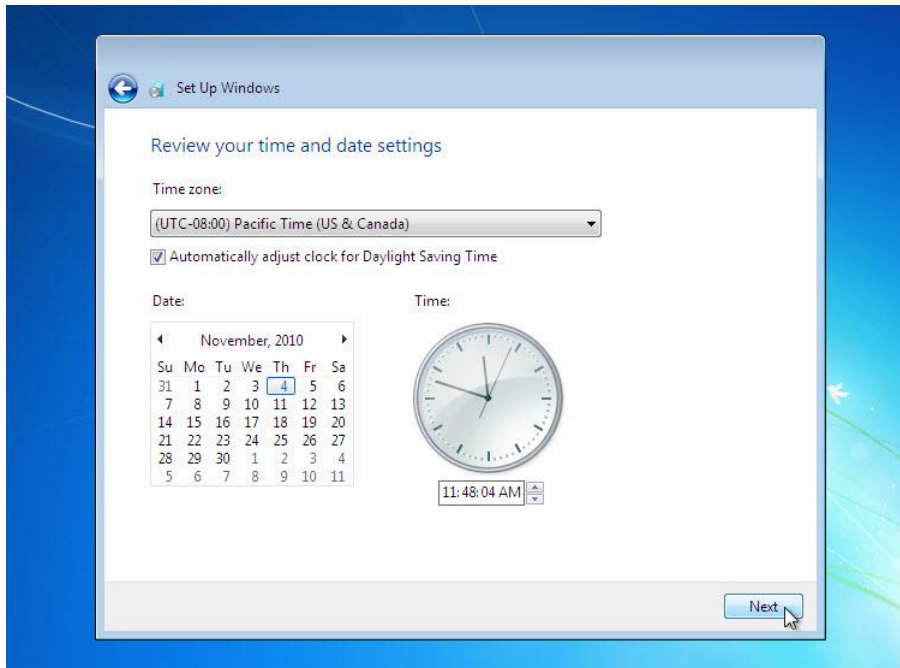 Set Up Windows
Review your time and date settings
Time zone:
(UTC-08:00) Pacific Time (US & Canada)
Automatically adjust clock for Daylight Saving Time
Date:
November, 2010
Su Mo Tu We Th Fr Sa
31 1 2 3 4 5 6
7 8 9 10 11 12 13
14 15 16 17 18 19 20
21 22 23 24 25 26 27
28 29 30 1 2 3 4
5 6 7 8 9 10 11
Time:
11:48:04 AM
Next